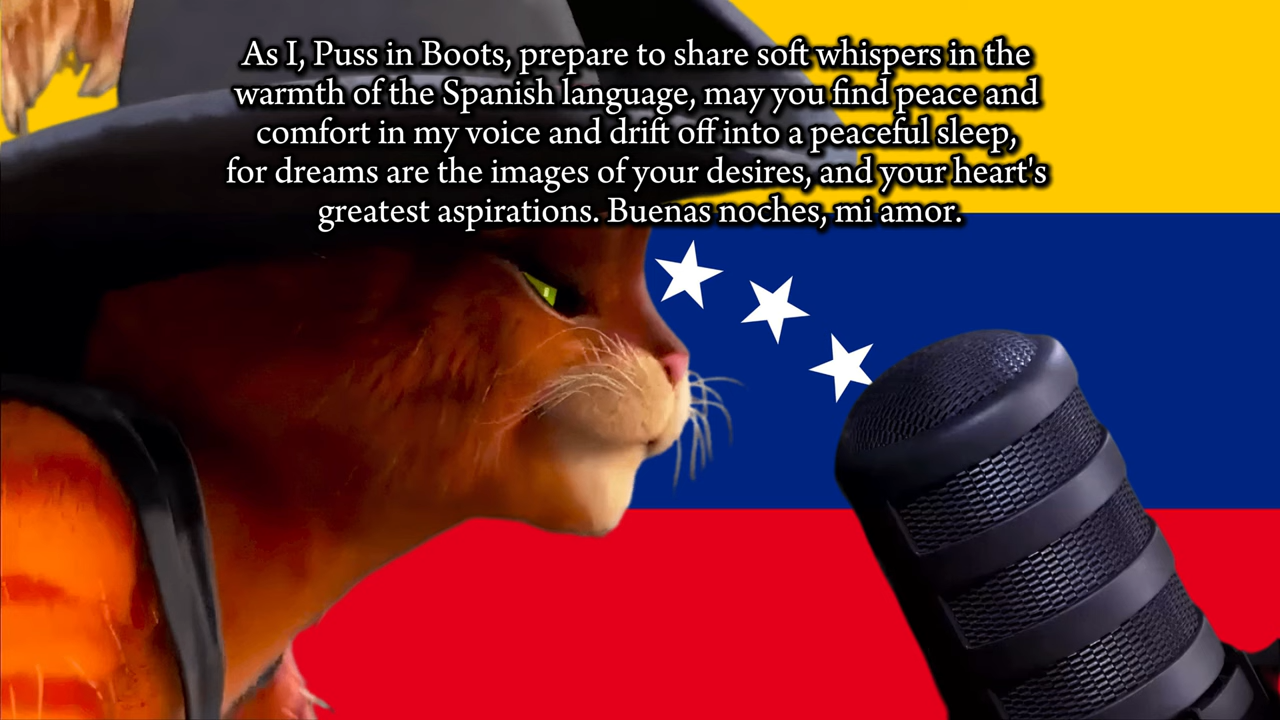 As I, Puss in Boots, prepare to share soft whispers in the
warmth of the Spanish language, may you find peace and
comfort in my voice and drift off into a peaceful sleep,
for dreams are the images of your desires, and your heart's
greatest aspirations. Buenas noches, mi amor.